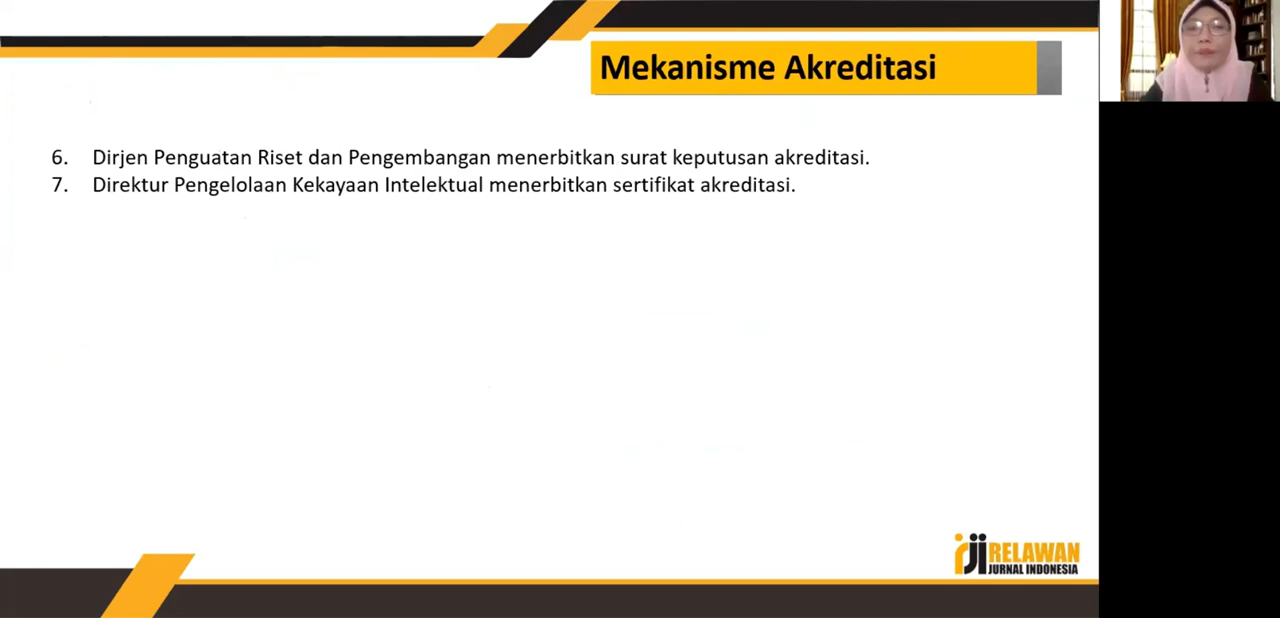 Mekanisme Akreditasi
6. Dirjen Penguatan Riset dan Pengembangan menerbitkan surat keputusan akreditasi.
7. Direktur Pengelolaan Kekayaan Intelektual menerbitkan sertifikat akreditasi.
rji RELAWAN
JURNAL INDONESIA